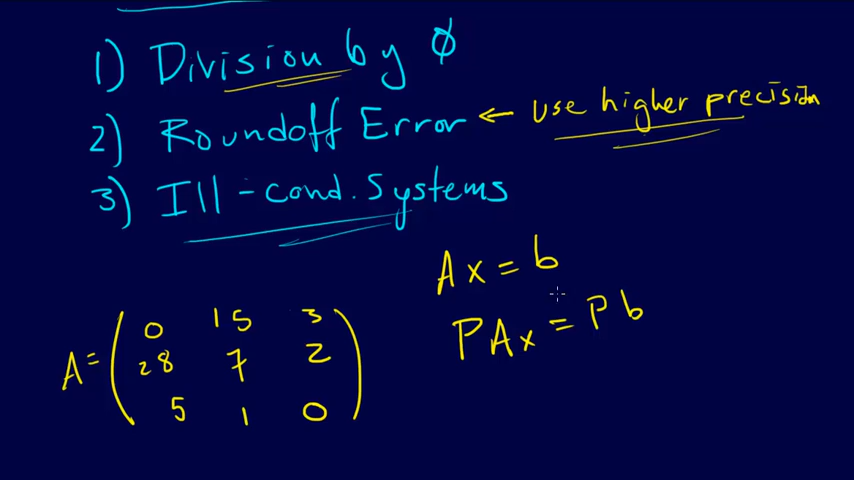 1) Division by 0
2) Roundoff Error ← use higher precision
3) Ill-cond. Systems
Ax = b
PAx = Pb
A = ( 0 15 3
28 7 2
5 1 0 )